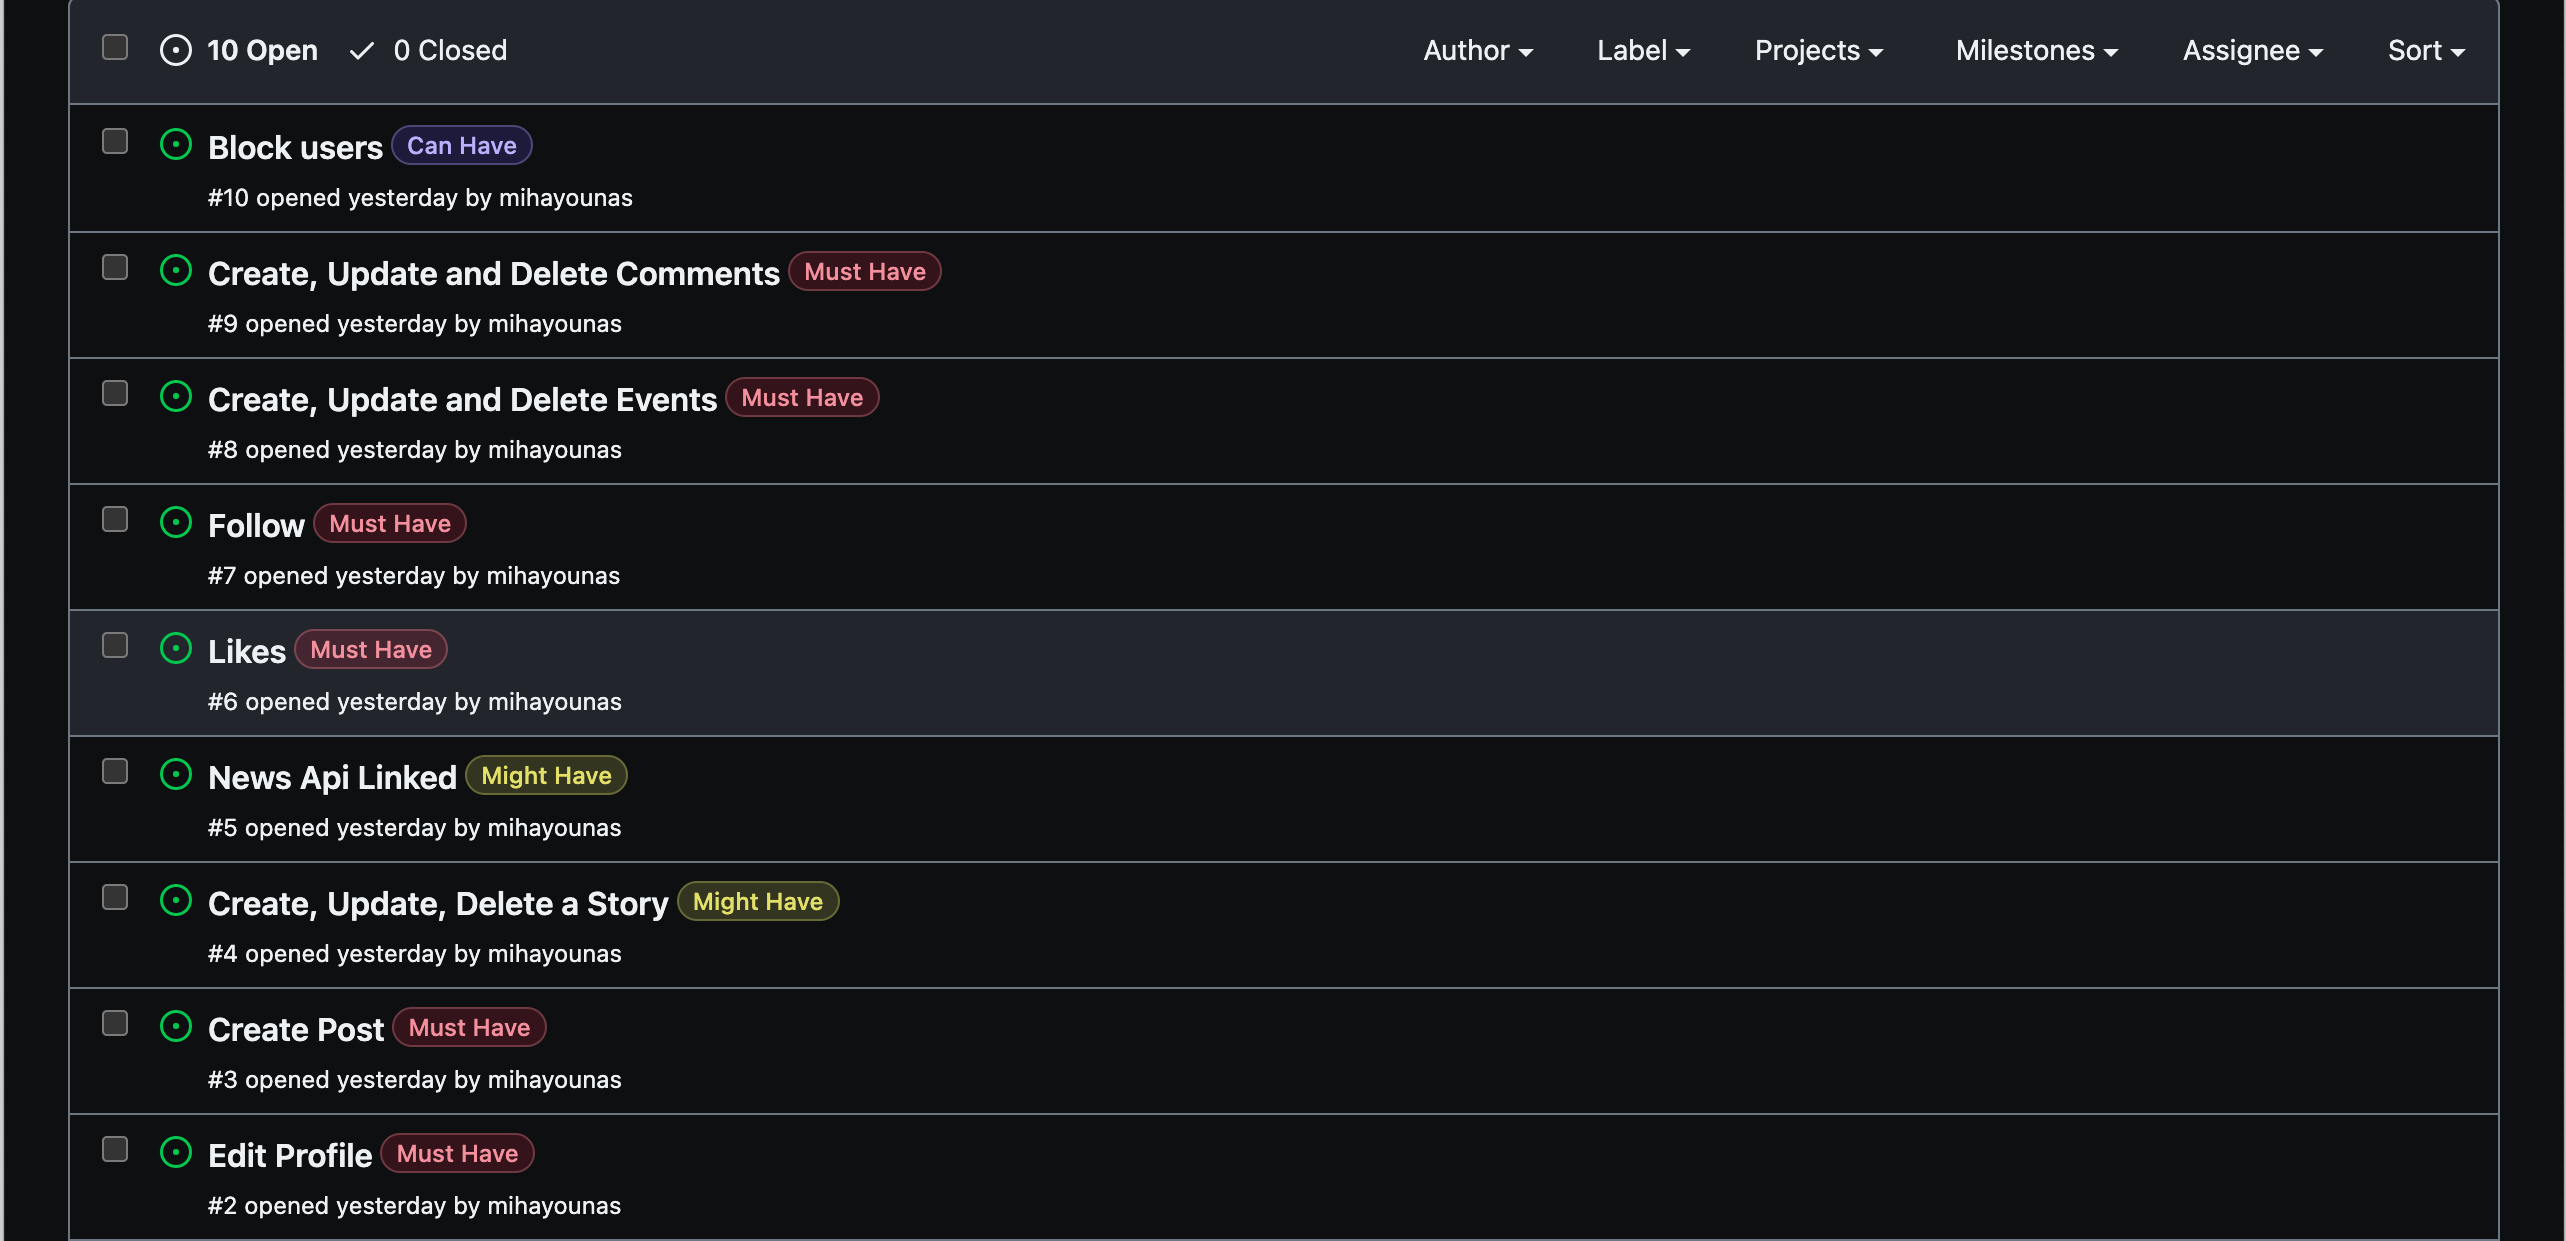 10 Open 0 Closed Author Label Projects Milestones Assignee Sort
Block users Can Have
#10 opened yesterday by mihayounas
Create, Update and Delete Comments Must Have
#9 opened yesterday by mihayounas
Create, Update and Delete Events Must Have
#8 opened yesterday by mihayounas
Follow Must Have
#7 opened yesterday by mihayounas
Likes Must Have
#6 opened yesterday by mihayounas
News Api Linked Might Have
#5 opened yesterday by mihayounas
Create, Update, Delete a Story Might Have
#4 opened yesterday by mihayounas
Create Post Must Have
#3 opened yesterday by mihayounas
Edit Profile Must Have
#2 opened yesterday by mihayounas